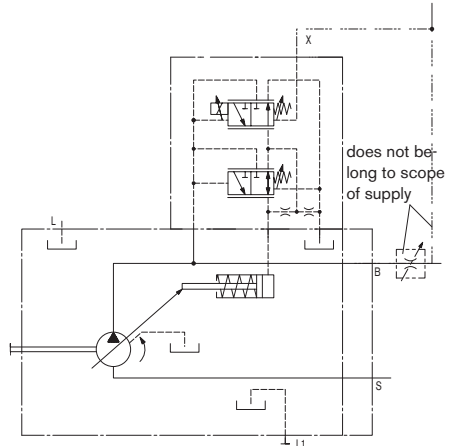 X
does not be-
long to scope
of supply
L
B
S
L1